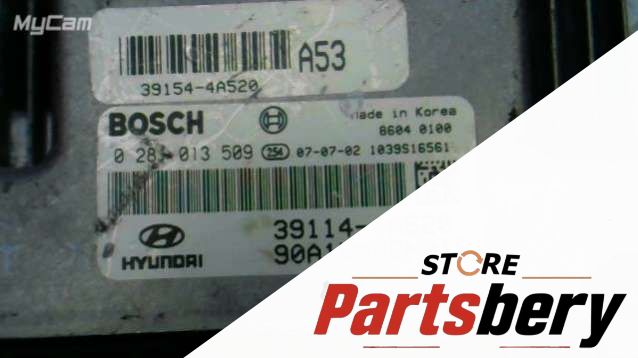 MyCam
A53
39154-4A520
BOSCH
Made in Korea
8604 0100
0 281 013 509 254 07-07-02 1039S16561
39114-
HYUNDAI
90A1
STORE
Partsbery